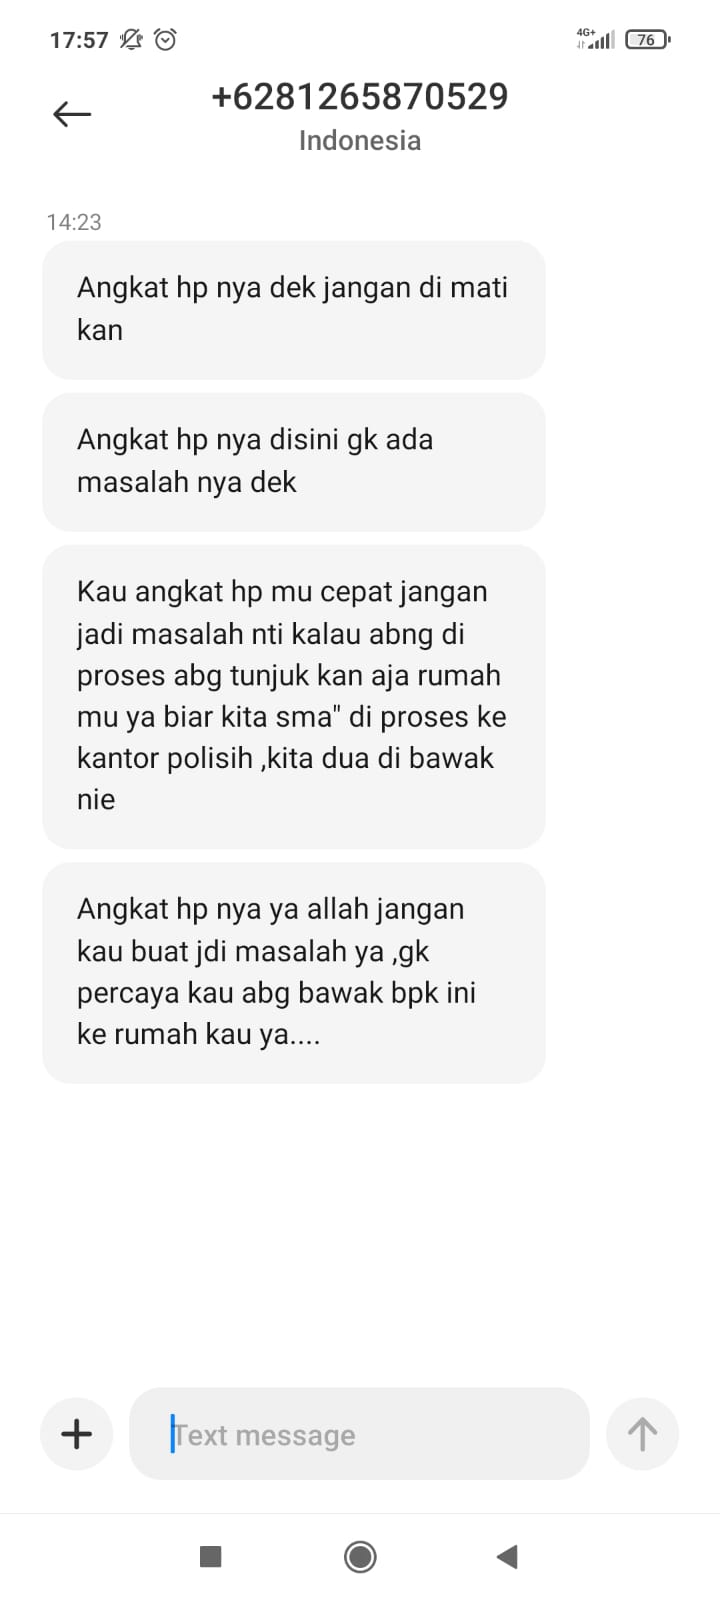 17:57
4G+
76
+6281265870529
Indonesia
14:23
Angkat hp nya dek jangan di mati
kan
Angkat hp nya disini gk ada
masalah nya dek
Kau angkat hp mu cepat jangan
jadi masalah nti kalau abng di
proses abg tunjuk kan aja rumah
mu ya biar kita sma" di proses ke
kantor polisih ,kita dua di bawak
nie
Angkat hp nya ya allah jangan
kau buat jdi masalah ya ,gk
percaya kau abg bawak bpk ini
ke rumah kau ya....
Text message